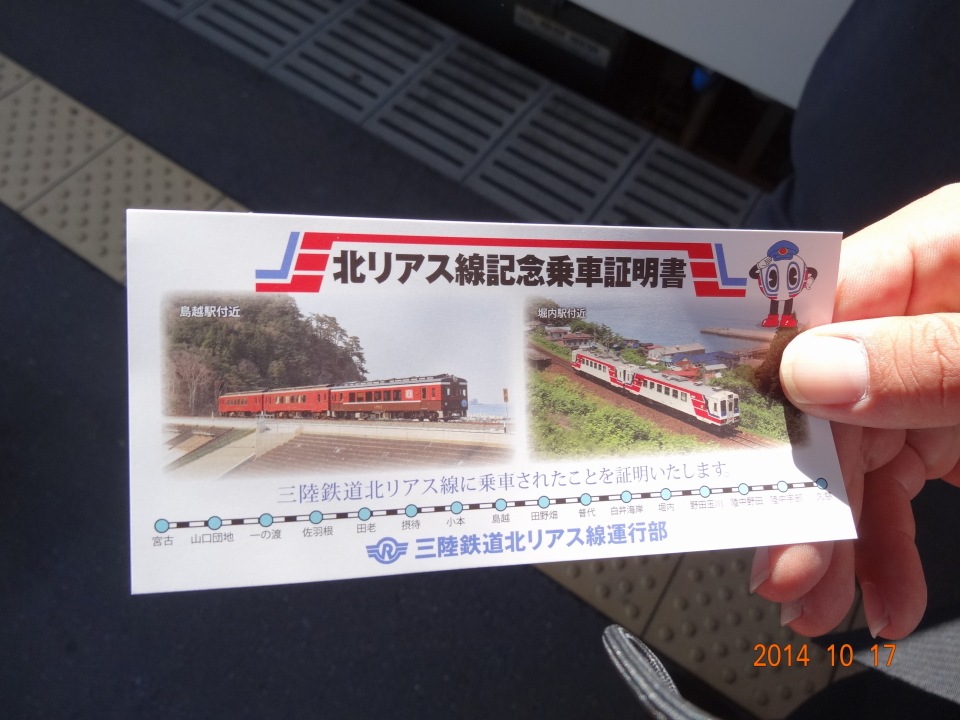 北リアス線記念乗車証明書
島越駅付近
堀内駅付近
三陸鉄道北リアス線に乗車されたことを証明いたします。
宮古 山口団地 一の渡 佐羽根 田老 摂待 小本 島越 田野畑 普代 白井海岸 堀内 野田玉川 陸中野田 陸中宇部 久慈
三陸鉄道北リアス線運行部
2014 10 17